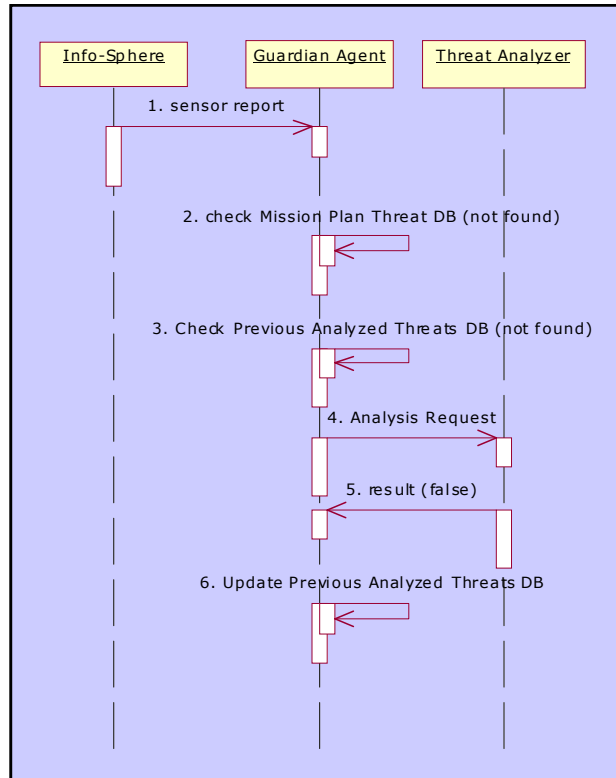 Info-Sphere
Guardian Agent
Threat Analyzer
1. sensor report
2. check Mission Plan Threat DB (not found)
3. Check Previous Analyzed Threats DB (not found)
4. Analysis Request
5. result (false)
6. Update Previous Analyzed Threats DB